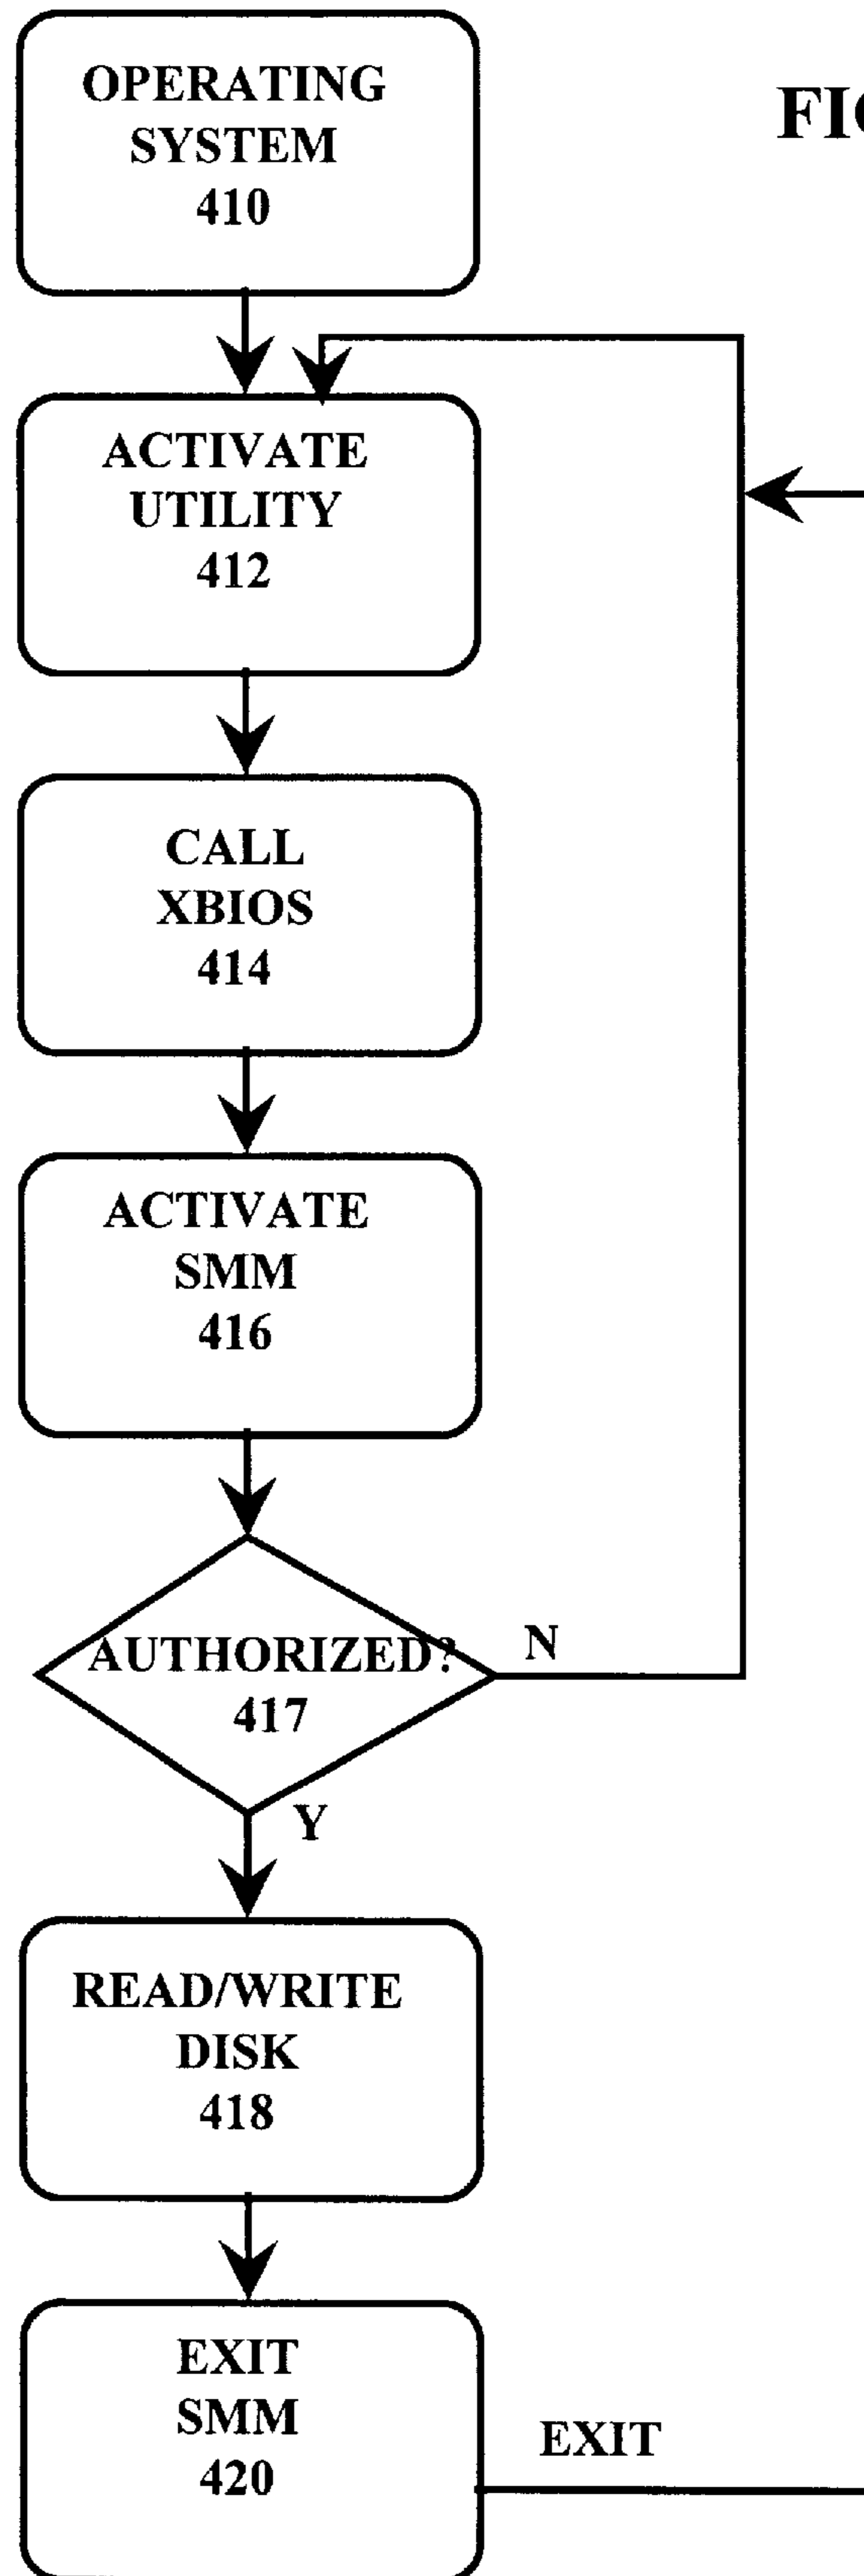 OPERATING
SYSTEM
410
FIG
ACTIVATE
UTILITY
412
CALL
XBIOS
414
ACTIVATE
SMM
416
AUTHORIZED?
417
N
Y
READ/WRITE
DISK
418
EXIT
SMM
420
EXIT